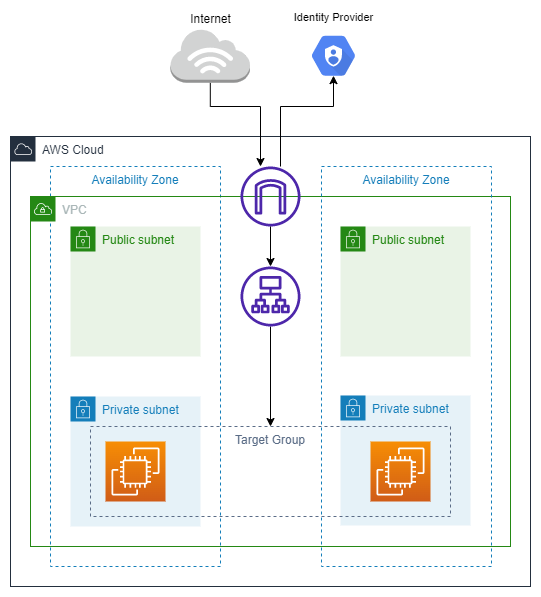 Internet
Identity Provider
AWS Cloud
Availability Zone
Availability Zone
VPC
Public subnet
Public subnet
Private subnet
Private subnet
Target Group